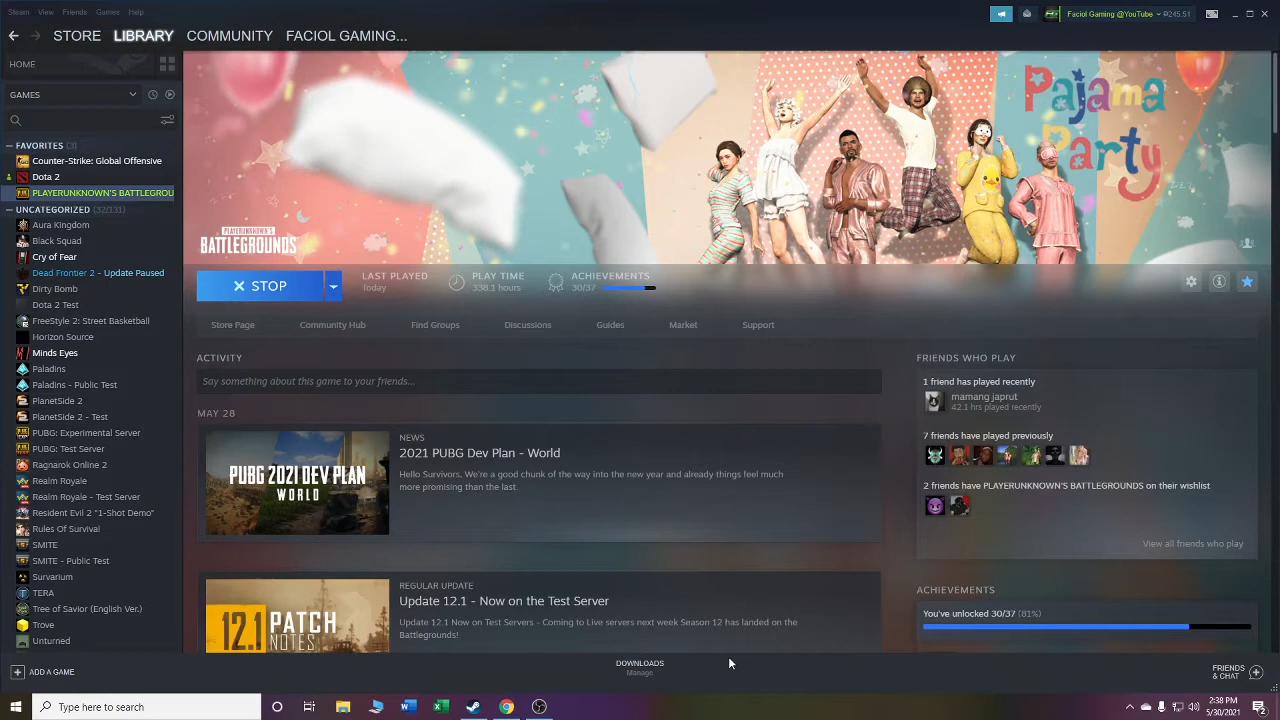 Steam View Friends Games Help
Faciol @YouTube ₱245.51
STORE LIBRARY COMMUNITY FACIOL GAMING...
HOME
GAMES
FAVORITES (3)
Counter-Strike: Global Offensive
Dota 2
PLAYERUNKNOWN'S BATTLEGROU
UNCATEGORIZED (32/131)
Aura Kingdom
Black Squad
Cry of Fear
Dead Frontier 2 - Update Paused
Dirty Bomb
Dota 2 Test
FreeStyle 2: Street Basketball
Horizon Source
Minds Eyes
Paladins
Paladins - Public Test
PlanetSide 2
PlanetSide 2 - Test
PUBG: Experimental Server
PUBG: Test Server
Ragnarok Online 2
Realm Royale
Realm Royale - Test Server
Resident Evil 2 "1-Shot Demo"
Rules Of Survival
SMITE
SMITE - Public Test
Survarium
TERA
Tree of Savior (English Ver.)
Trove
Unturned
ADD A GAME
Pajama
Party
PLAYERUNKNOWN'S
BATTLEGROUNDS
STOP
LAST PLAYED
Today
PLAY TIME
338.1 hours
ACHIEVEMENTS
30/37
Store Page Community Hub Find Groups Discussions Guides Market Support
ACTIVITY
Say something about this game to your friends...
MAY 28
PUBG 2021 DEV PLAN
WORLD
NEWS
2021 PUBG Dev Plan - World
Hello Survivors, We're a good chunk of the way into the new year and already things feel much
more promising than the last.
12.1 PATCH
NOTES
REGULAR UPDATE
Update 12.1 - Now on the Test Server
Update 12.1 Now on Test Servers - Coming to Live servers next week Season 12 has landed on the
Battlegrounds!
FRIENDS WHO PLAY
1 friend has played recently
mamang japrut
42.1 hrs played recently
7 friends have played previously
2 friends have PLAYERUNKNOWN'S BATTLEGROUNDS on their wishlist
View all friends who play
ACHIEVEMENTS
You've unlocked 30/37 (81%)
DOWNLOADS
Manage
FRIENDS
& CHAT
Type here to search
2:38 PM
5/30/2021